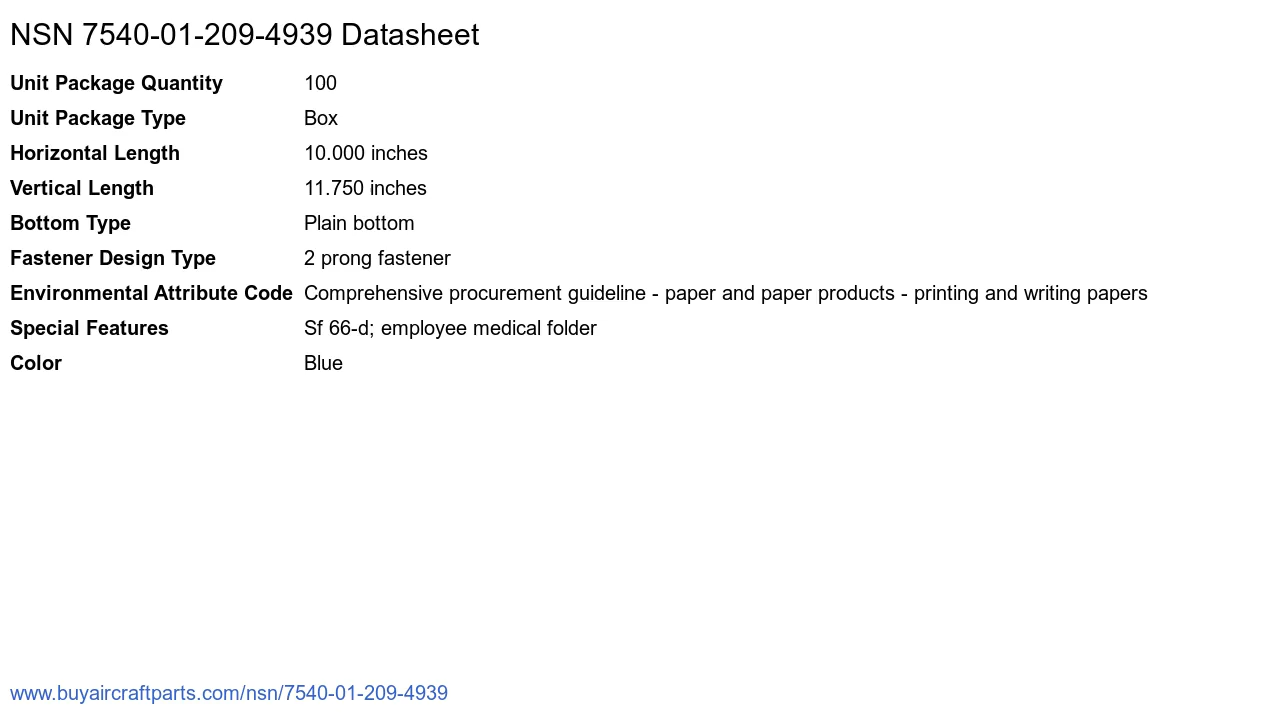 NSN 7540-01-209-4939 Datasheet
Unit Package Quantity 100
Unit Package Type Box
Horizontal Length 10.000 inches
Vertical Length 11.750 inches
Bottom Type Plain bottom
Fastener Design Type 2 prong fastener
Environmental Attribute Code Comprehensive procurement guideline - paper and paper products - printing and writing papers
Special Features Sf 66-d; employee medical folder
Color Blue
www.buyaircraftparts.com/nsn/7540-01-209-4939